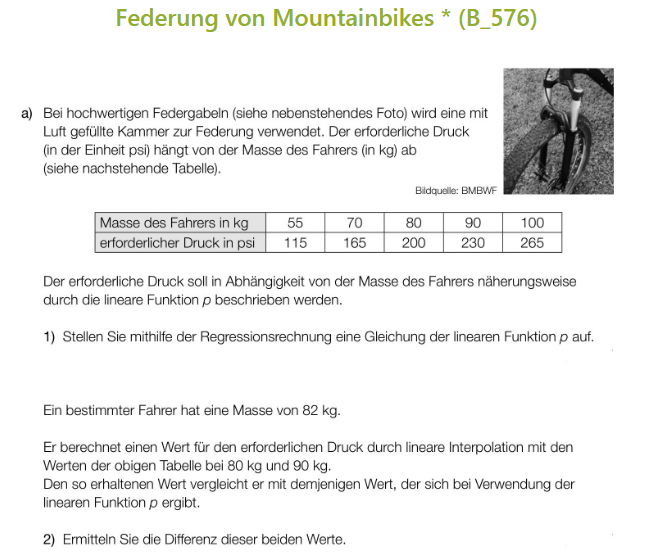 Federung von Mountainbikes * (B_576)
a) Bei hochwertigen Federgabeln (siehe nebenstehendes Foto) wird eine mit
Luft gefüllte Kammer zur Federung verwendet. Der erforderliche Druck
(in der Einheit psi) hängt von der Masse des Fahrers (in kg) ab
(siehe nachstehende Tabelle).
Bildquelle: BMBWF
Masse des Fahrers in kg 55 70 80 90 100
erforderlicher Druck in psi 115 165 200 230 265
Der erforderliche Druck soll in Abhängigkeit von der Masse des Fahrers näherungsweise
durch die lineare Funktion p beschrieben werden.
1) Stellen Sie mithilfe der Regressionsrechnung eine Gleichung der linearen Funktion p auf.
Ein bestimmter Fahrer hat eine Masse von 82 kg.
Er berechnet einen Wert für den erforderlichen Druck durch lineare Interpolation mit den
Werten der obigen Tabelle bei 80 kg und 90 kg.
Den so erhaltenen Wert vergleicht er mit demjenigen Wert, der sich bei Verwendung der
linearen Funktion p ergibt.
2) Ermitteln Sie die Differenz dieser beiden Werte.